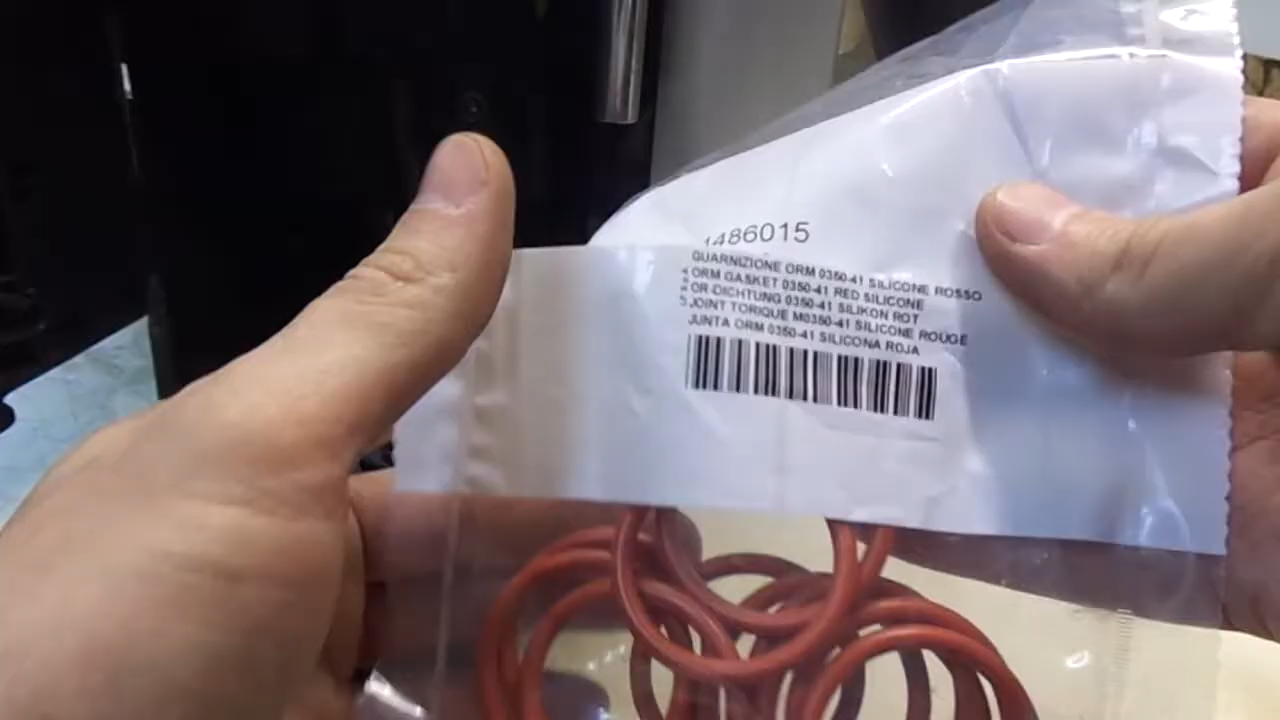 1486015
GUARNIZIONE ORM 0350-41 SILICONE ROSSO
ORM GASKET 0350-41 RED SILICONE
OR-DICHTUNG 0350-41 SILIKON ROT
JOINT TORIQUE M0350-41 SILICONE ROUGE
JUNTA ORM 0350-41 SILICONA ROJA